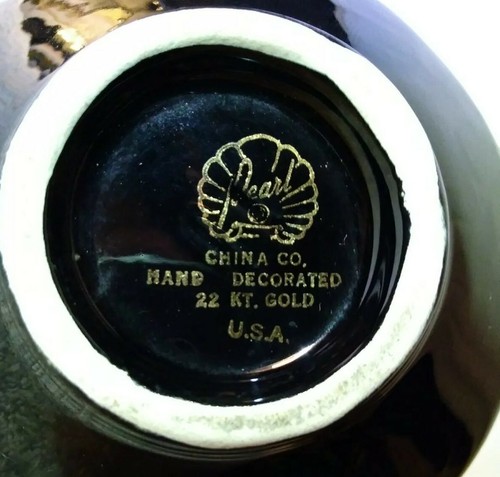 Pearl
CHINA CO.
HAND DECORATED
22 KT. GOLD
U.S.A.